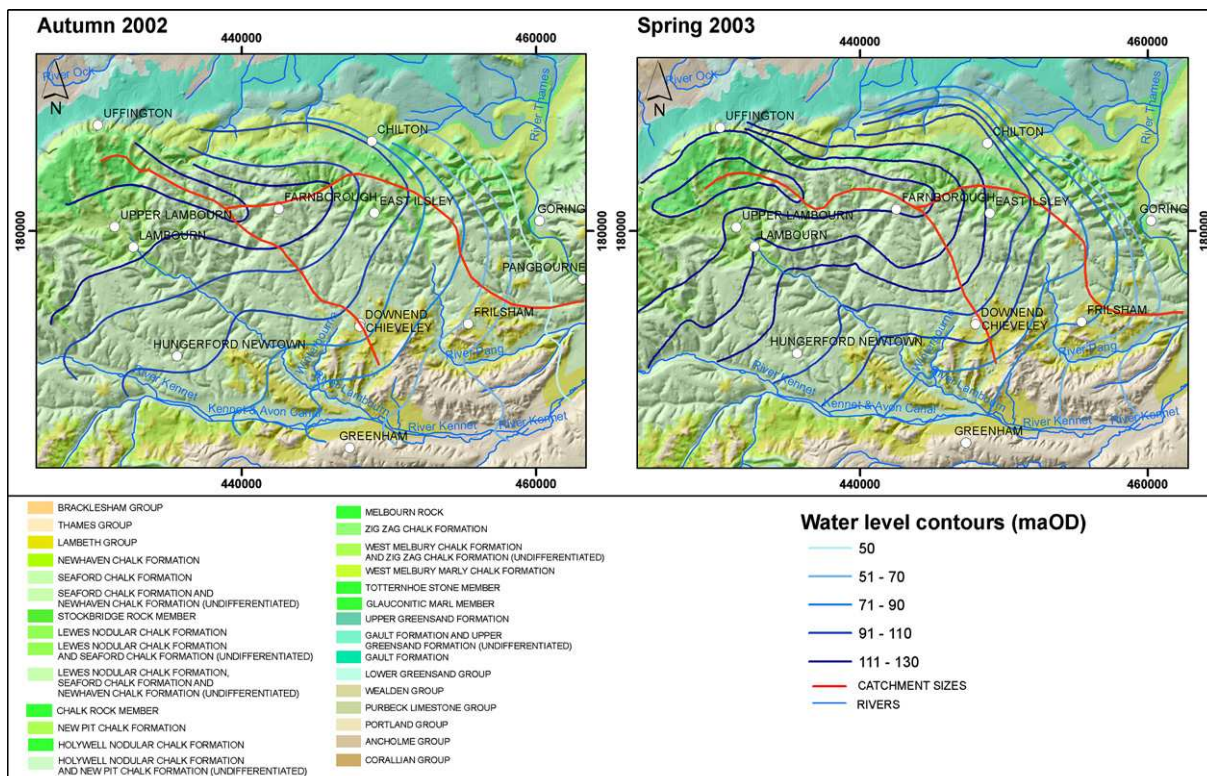 Autumn 2002
440000
460000
River Ock
N
UFFINGTON
CHILTON
River Thames
FARNBOROUGH
EAST ILSLEY
UPPER LAMBOURN
LAMBOURN
GORING
180000
PANGBOURNE
DOWNEND
CHIEVELEY
FRILSHAM
HUNGERFORD NEWTOWN
Winterbourne
River Pang
River Lambourn
River Kennet
Kennet & Avon Canal
River Kennet
River Kennet
GREENHAM
440000
460000
Spring 2003
440000
460000
River Ock
N
UFFINGTON
CHILTON
River Thames
FARNBOROUGH
EAST ILSLEY
UPPER LAMBOURN
LAMBOURN
GORING
180000
180000
PANGBOURNE
DOWNEND
CHIEVELEY
FRILSHAM
HUNGERFORD NEWTOWN
Winterbourne
River Pang
River Lambourn
River Kennet
Kennet & Avon Canal
River Kennet
River Kennet
GREENHAM
440000
460000
BRACKLESHAM GROUP
THAMES GROUP
LAMBETH GROUP
NEWHAVEN CHALK FORMATION
SEAFORD CHALK FORMATION
SEAFORD CHALK FORMATION AND
NEWHAVEN CHALK FORMATION (UNDIFFERENTIATED)
STOCKBRIDGE ROCK MEMBER
LEWES NODULAR CHALK FORMATION
LEWES NODULAR CHALK FORMATION
AND SEAFORD CHALK FORMATION (UNDIFFERENTIATED)
LEWES NODULAR CHALK FORMATION,
SEAFORD CHALK FORMATION AND
NEWHAVEN CHALK FORMATION (UNDIFFERENTIATED)
CHALK ROCK MEMBER
NEW PIT CHALK FORMATION
HOLYWELL NODULAR CHALK FORMATION
HOLYWELL NODULAR CHALK FORMATION
AND NEW PIT CHALK FORMATION (UNDIFFERENTIATED)
MELBOURN ROCK
ZIG ZAG CHALK FORMATION
WEST MELBURY CHALK FORMATION
AND ZIG ZAG CHALK FORMATION (UNDIFFERENTIATED)
WEST MELBURY MARLY CHALK FORMATION
TOTTERNHOE STONE MEMBER
GLAUCONITIC MARL MEMBER
UPPER GREENSAND FORMATION
GAULT FORMATION AND UPPER
GREENSAND FORMATION (UNDIFFERENTIATED)
GAULT FORMATION
LOWER GREENSAND GROUP
WEALDEN GROUP
PURBECK LIMESTONE GROUP
PORTLAND GROUP
ANCHOLME GROUP
CORALLIAN GROUP
Water level contours (maOD)
50
51 - 70
71 - 90
91 - 110
111 - 130
CATCHMENT SIZES
RIVERS